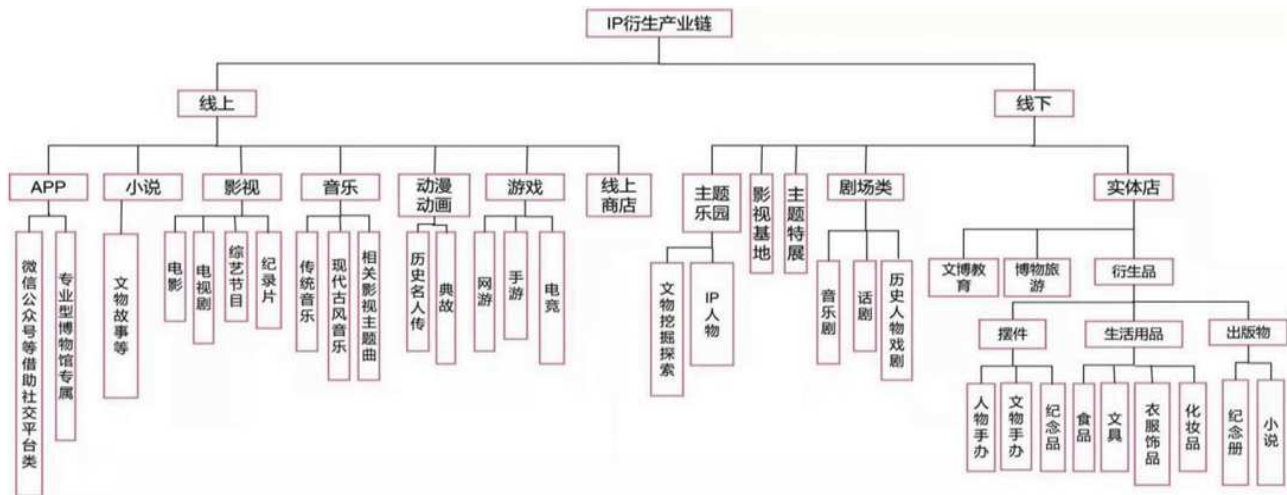 IP衍生产业链
线上
线下
APP
小说
影视
音乐
动漫
动画
游戏
线上
商店
主题
乐园
影视基地
主题特展
剧场类
实体店
微信公众号等借助社交平台类
专业型博物馆专属
文物故事等
电影
电视剧
综艺节目
纪录片
传统音乐
现代古风音乐
相关影视主题曲
历史名人传
典故
网游
手游
电竞
文物挖掘探索
IP人物
音乐剧
话剧
历史人物戏剧
文博教
育
博物旅
游
衍生品
摆件
生活用品
出版物
人物手办
文物手办
纪念品
食品
文具
衣服饰品
化妆品
纪念册
小说